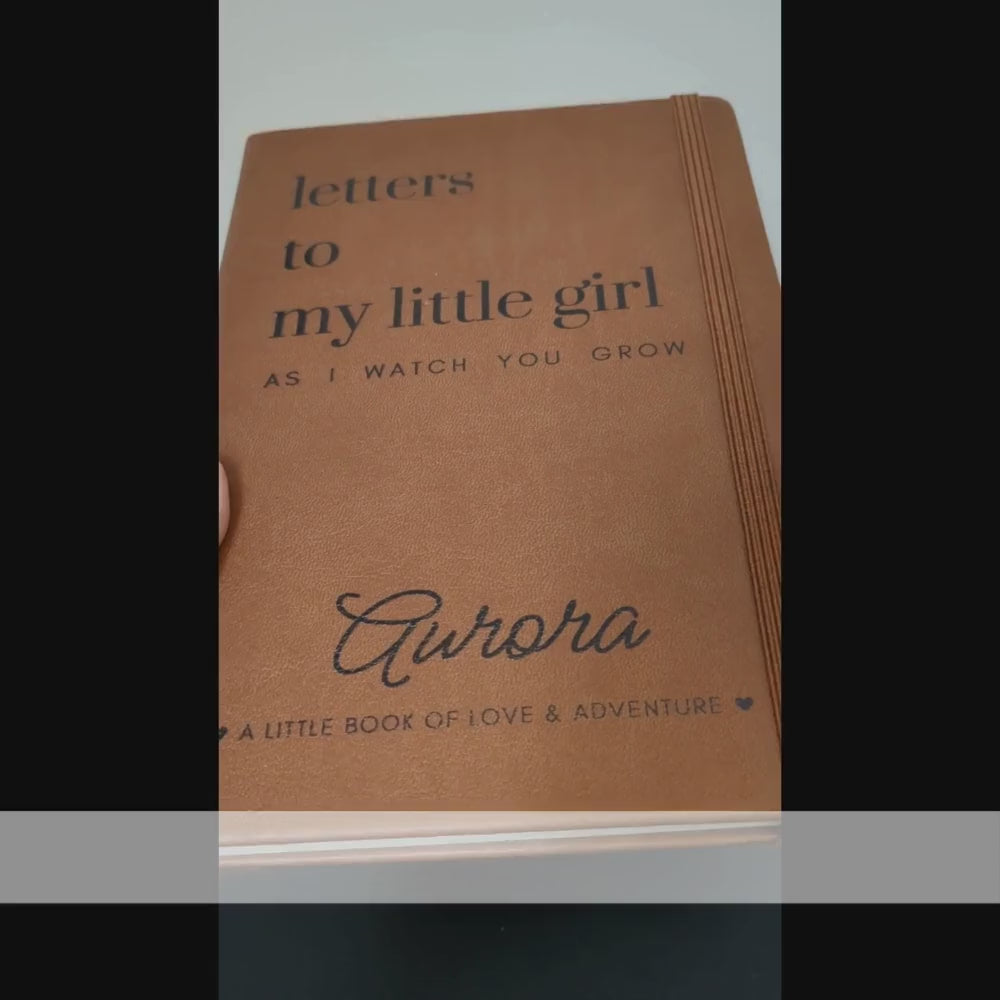 letters
to
my little girl
AS I WATCH YOU GROW
Aurora
♥ A LITTLE BOOK OF LOVE & ADVENTURE ♥